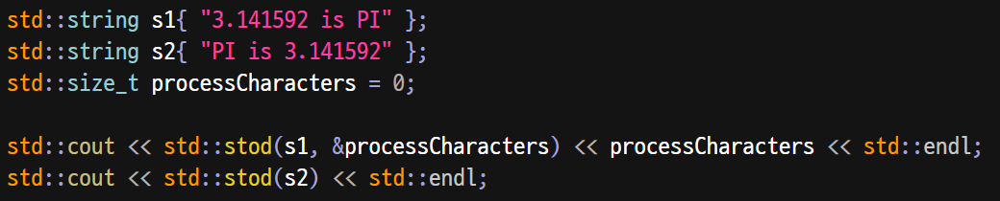 std::string s1{ "3.141592 is PI" };
std::string s2{ "PI is 3.141592" };
std::size_t processCharacters = 0;
std::cout << std::stod(s1, &processCharacters) << processCharacters << std::endl;
std::cout << std::stod(s2) << std::endl;